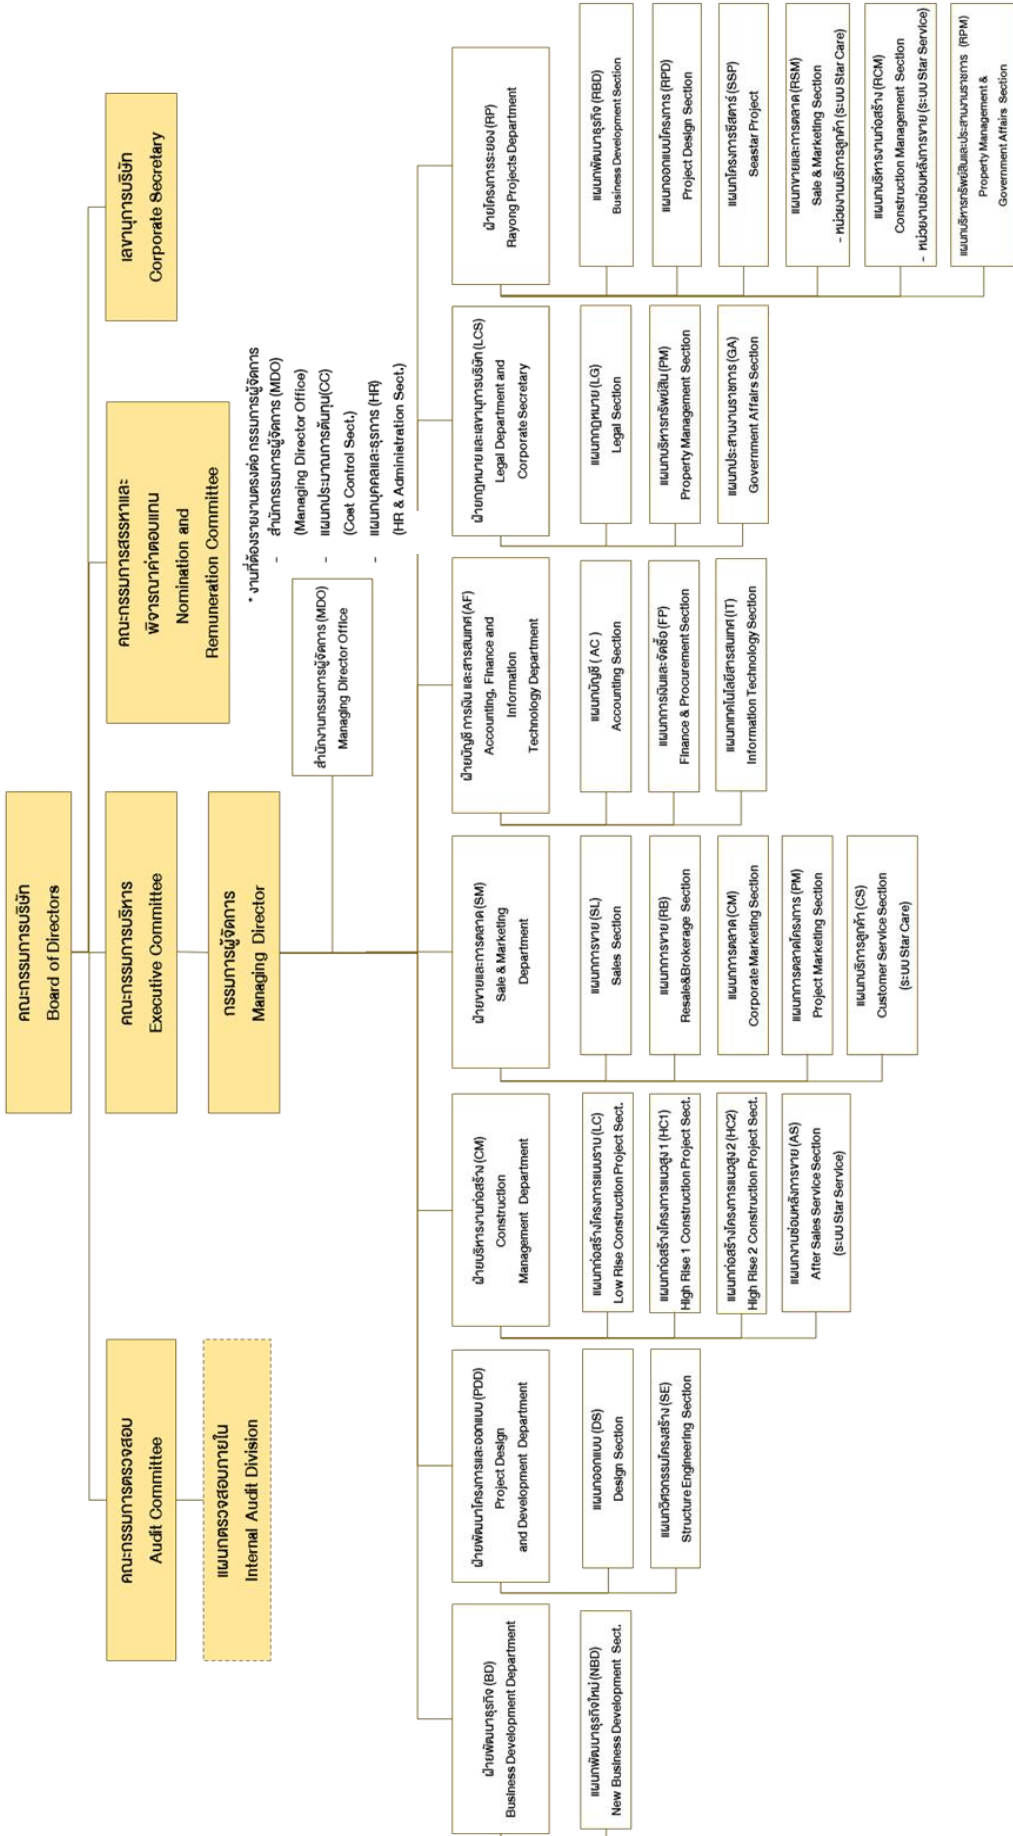 คณะกรรมการบริษัท
Board of Directors
คณะกรรมการตรวจสอบ
Audit Committee
คณะกรรมการบริหาร
Executive Committee
คณะกรรมการสรรหาและ
พิจารณาค่าตอบแทน
Nomination and
Remuneration Committee
เลขานุการบริษัท
Corporate Secretary
แผนกตรวจสอบภายใน
Internal Audit Division
กรรมการผู้จัดการ
Managing Director
* งานที่ต้องรายงานตรงต่อ กรรมการผู้จัดการ
- สำนักกรรมการผู้จัดการ (MDO)
(Managing Director Office)
- แผนกประมาณการต้นทุน(CC)
(Cost Control Sect.)
- แผนกบุคคลและธุรการ (HR)
(HR & Administration Sect.)
สำนักงานกรรมการผู้จัดการ (MDO)
Managing Director Office
ฝ่ายพัฒนาธุรกิจ (BD)
Business Development Department
แผนกพัฒนาธุรกิจใหม่ (NBD)
New Business Development Sect.
ฝ่ายพัฒนาโครงการและออกแบบ (PDD)
Project Design
and Development Department
แผนกออกแบบ (DS)
Design Section
แผนกวิศวกรรมโครงสร้าง (SE)
Structure Engineering Section
ฝ่ายบริหารงานก่อสร้าง (CM)
Construction
Management Department
แผนกก่อสร้างโครงการแนวราบ (LC)
Low Rise Construction Project Sect.
แผนกก่อสร้างโครงการแนวสูง 1 (HC1)
High Rise 1 Construction Project Sect.
แผนกก่อสร้างโครงการแนวสูง 2 (HC2)
High Rise 2 Construction Project Sect.
แผนกงานซ่อมหลังการขาย (AS)
After Sales Service Section
(ระบบ Star Service)
ฝ่ายขายและการตลาด (SM)
Sale & Marketing
Department
แผนกการขาย (SL)
Sales Section
แผนกการขาย (RB)
Resale&Brokerage Section
แผนกการตลาด (CM)
Corporate Marketing Section
แผนกการตลาดโครงการ (PM)
Project Marketing Section
แผนกบริการลูกค้า (CS)
Customer Service Section
(ระบบ Star Care)
ฝ่ายบัญชี การเงิน และสารสนเทศ (AF)
Accounting, Finance and
Information
Technology Department
แผนกบัญชี ( AC )
Accounting Section
แผนกการเงินและจัดซื้อ (FP)
Finance & Procurement Section
แผนกเทคโนโลยีสารสนเทศ (IT)
Information Technology Section
ฝ่ายกฎหมาย และเลขานุการบริษัท (LCS)
Legal Department and
Corporate Secretary
แผนกกฎหมาย (LG)
Legal Section
แผนกบริหารทรัพย์สิน (PM)
Property Management Section
แผนกประสานงานราชการ (GA)
Government Affairs Section
ฝ่ายโครงการระยอง (RP)
Rayong Projects Department
แผนกพัฒนาธุรกิจ (RBD)
Business Development Section
แผนกออกแบบโครงการ (RPD)
Project Design Section
แผนกโครงการซีสตาร์ (SSP)
Seastar Project
แผนกขายและการตลาด (RSM)
Sale & Marketing Section
- หน่วยงานบริการลูกค้า (ระบบ Star Care)
แผนกบริหารงานก่อสร้าง (RCM)
Construction Management Section
- หน่วยงานซ่อมหลังการขาย (ระบบ Star Service)
แผนกบริหารทรัพย์สินและประสานงานราชการ (RPM)
Property Management &
Government Affairs Section